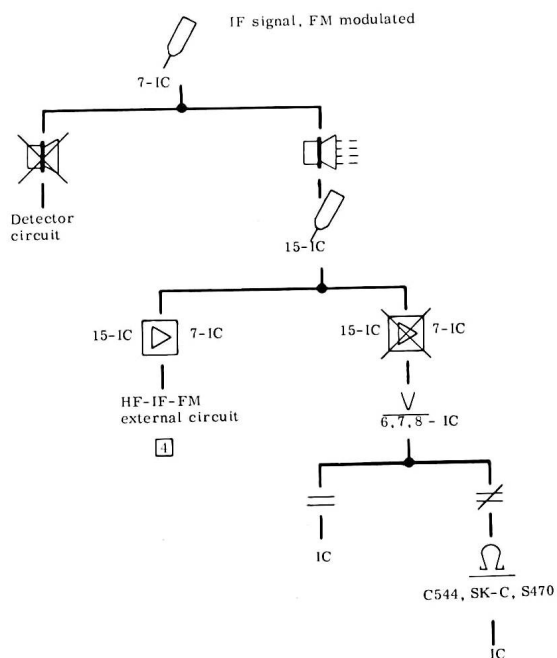 IF signal, FM modulated
7-IC
Detector
circuit
15-IC
15-IC 7-IC
15-IC 7-IC
HF-IF-FM
external circuit
4
V
6,7,8 - IC
IC
Ω
C544, SK-C, S470
IC